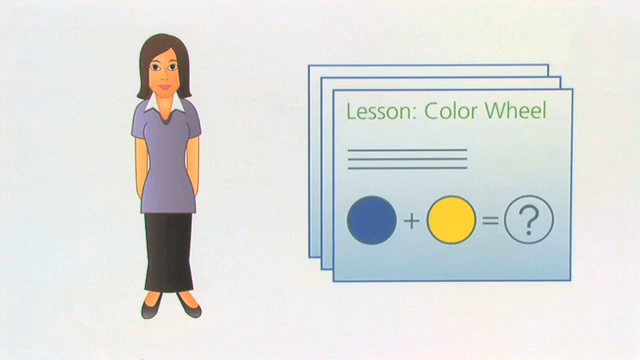 Lesson: Color Wheel
+ = ?